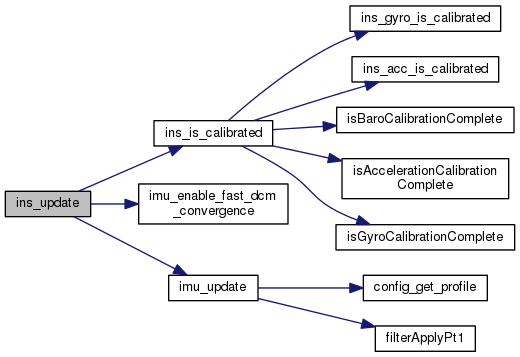 ins_gyro_is_calibrated
ins_acc_is_calibrated
ins_is_calibrated
isBaroCalibrationComplete
isAccelerationCalibration
Complete
ins_update
imu_enable_fast_dcm
_convergence
isGyroCalibrationComplete
imu_update
config_get_profile
filterApplyPt1